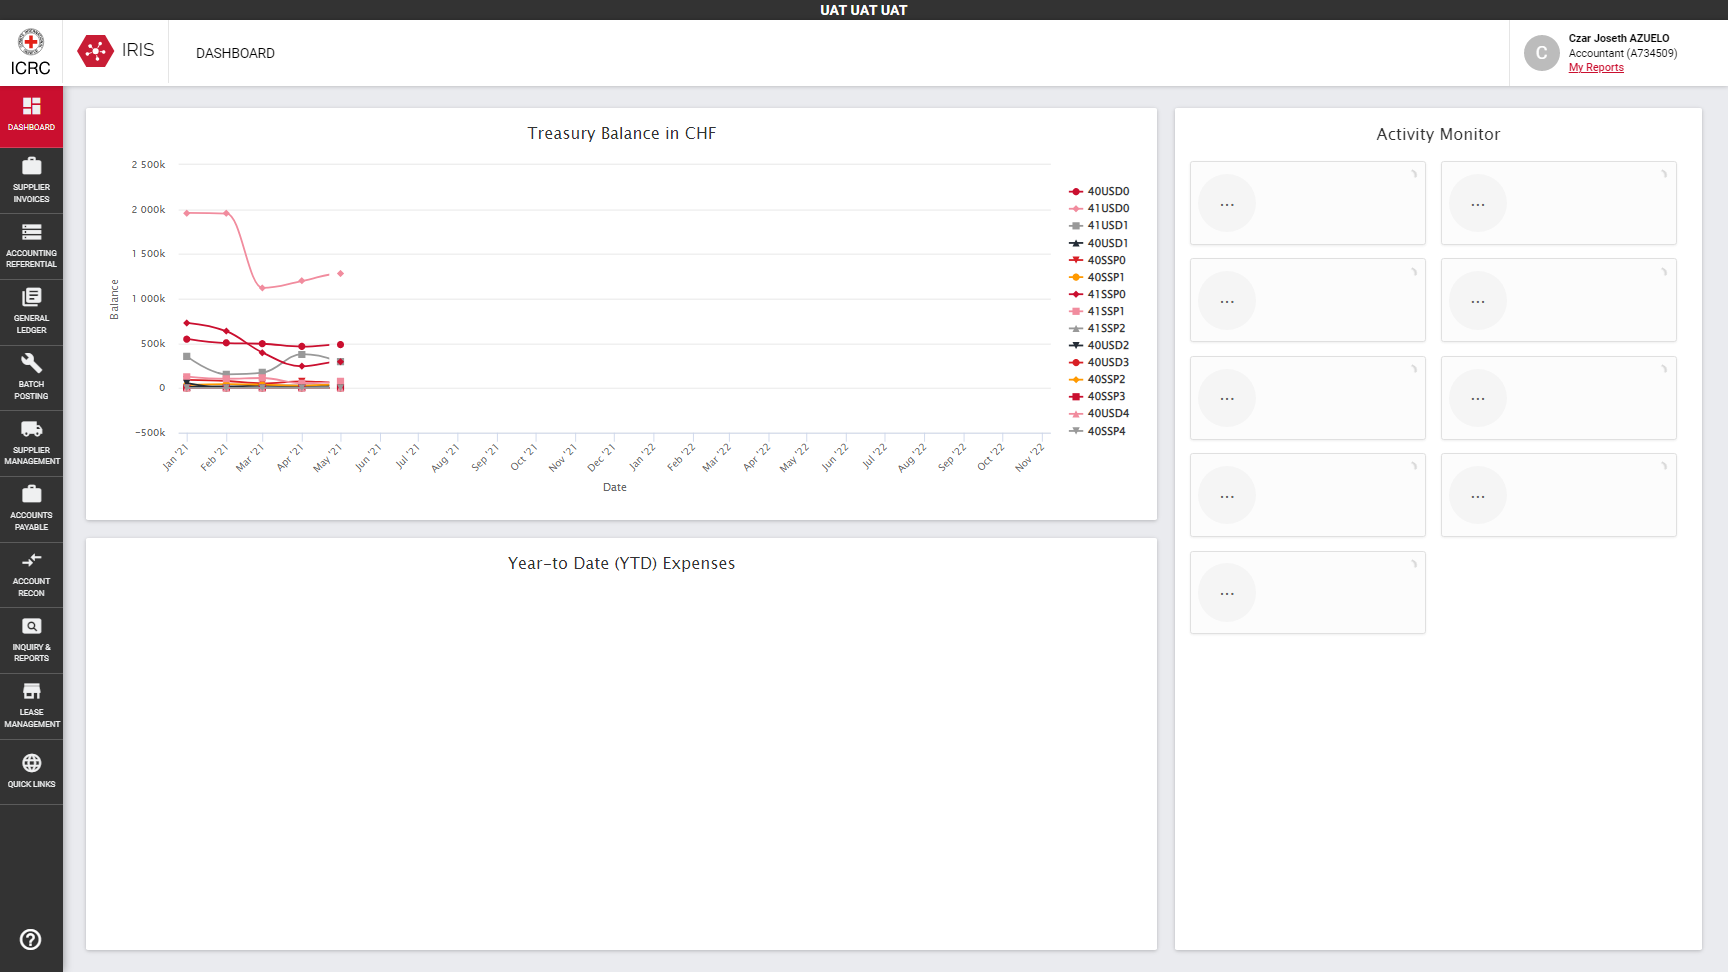 UAT UAT UAT
ICRC
IRIS
DASHBOARD
C
Czar Joseth AZUELO
Accountant (A734509)
My Reports
DASHBOARD
SUPPLIER
INVOICES
ACCOUNTING
REFERENTIAL
GENERAL
LEDGER
BATCH
POSTING
SUPPLIER
MANAGEMENT
ACCOUNTS
PAYABLE
ACCOUNT
RECON
INQUIRY &
REPORTS
LEASE
MANAGEMENT
QUICK LINKS
Treasury Balance in CHF
2 500k
2 000k
1 500k
1 000k
500k
0
-500k
Balance
Jan '21
Feb '21
Mar '21
Apr '21
May '21
Jun '21
Jul '21
Aug '21
Sep '21
Oct '21
Nov '21
Dec '21
Jan '22
Feb '22
Mar '22
Apr '22
May '22
Jun '22
Jul '22
Aug '22
Sep '22
Oct '22
Nov '22
Date
40USD0
41USD0
41USD1
40USD1
40SSP0
40SSP1
41SSP0
41SSP1
41SSP2
40USD2
40USD3
40SSP2
40SSP3
40USD4
40SSP4
Year-to Date (YTD) Expenses
Activity Monitor
...
...
...
...
...
...
...
...
...